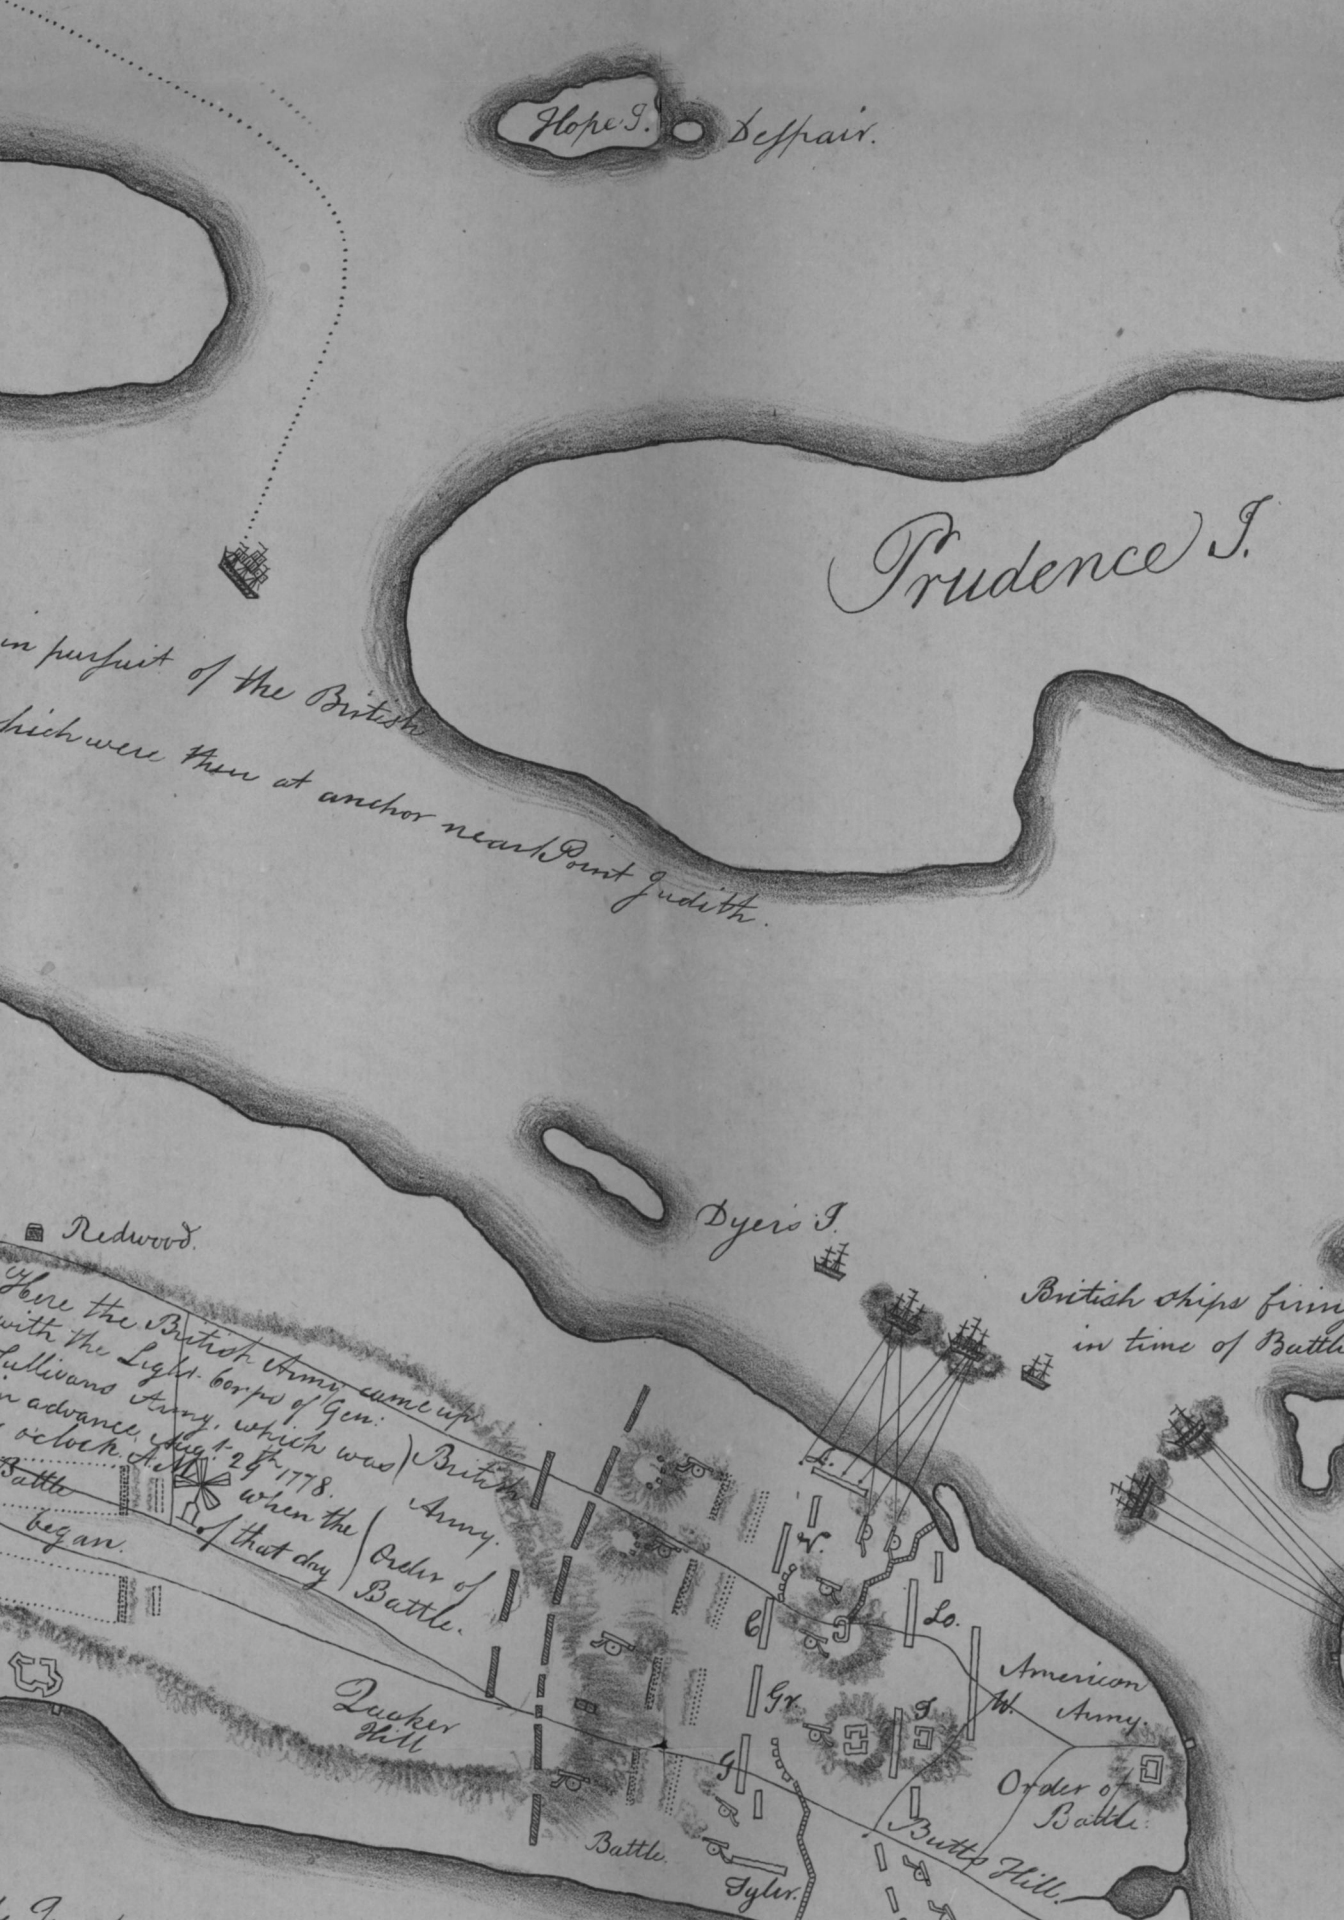 Hope I.
Despair.
Prudence I.
in pursuit of the British
which were then at anchor near Point Judith.
Dyers I.
Redwood.
British ships firing
in time of Battle
Here the British Army came up
with the Light Corps of Gen:
Sullivans Army, which was
in advance, Augt. 29th 1778.
oclock A.M. when the
Battle
began.
of that day
British
Army.
Order of
Battle.
Quaker
Hill
L.
V.
C
Lo.
Gr.
American
W. Army.
G
Order of
Battle.
Butts Hill.
Battle.
Tyler.